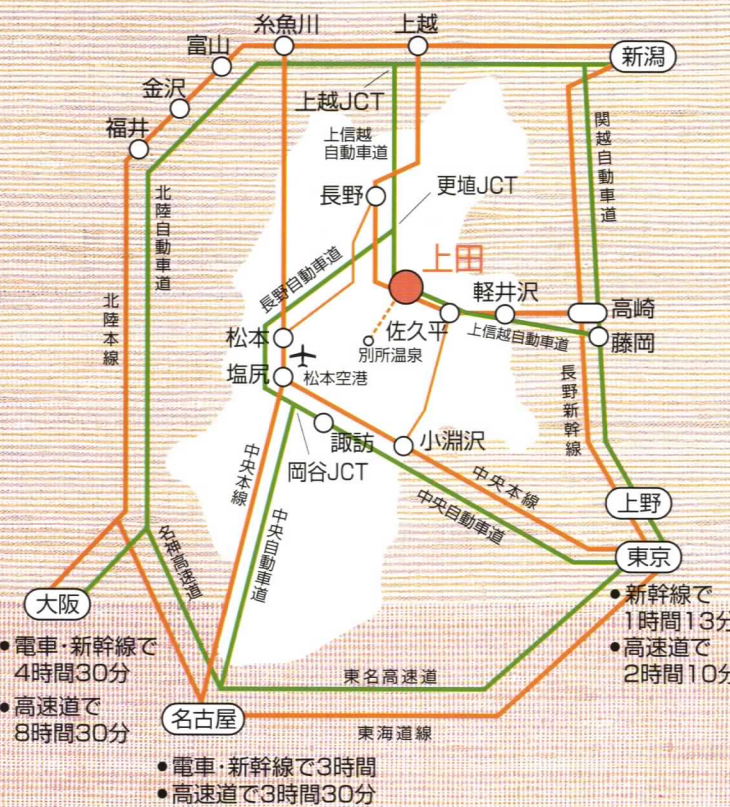 糸魚川
上越
富山
新潟
金沢
上越JCT
福井
上信越
自動車道
関越自動車道
長野
更埴JCT
北陸自動車道
上田
長野自動車道
北陸本線
軽井沢
高崎
佐久平
上信越自動車道
藤岡
松本
別所温泉
塩尻
松本空港
長野新幹線
諏訪
小淵沢
岡谷JCT
中央本線
中央本線
上野
中央自動車道
中央自動車道
名神高速道
東京
大阪
●新幹線で
1時間13分
●高速道で
2時間10分
●電車・新幹線で
4時間30分
●高速道で
8時間30分
東名高速道
名古屋
東海道線
●電車・新幹線で3時間
●高速道で3時間30分